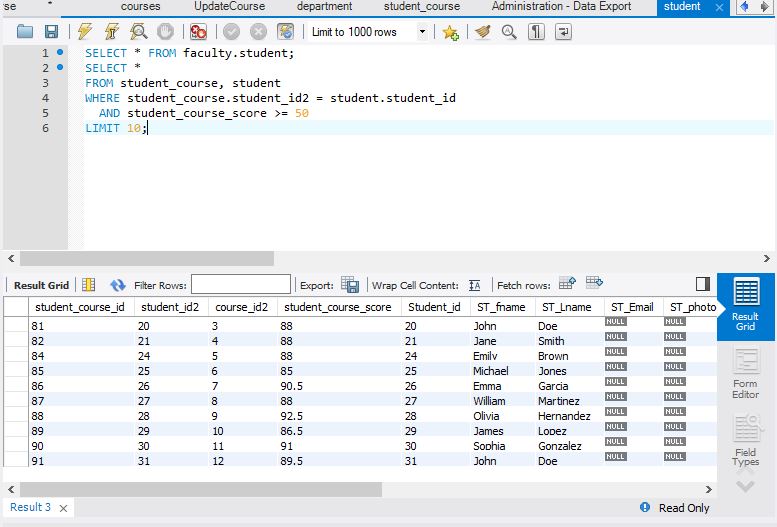 se * courses UpdateCourse department student_course Administration - Data Export student
Limit to 1000 rows
1 SELECT * FROM faculty.student;
2 SELECT *
3 FROM student_course, student
4 WHERE student_course.student_id2 = student.student_id
5 AND student_course_score >= 50
6 LIMIT 10;
Result Grid Filter Rows: Export: Wrap Cell Content: IA Fetch rows:
student_course_id student_id2 course_id2 student_course_score Student_id ST_fname ST_Lname ST_Email ST_photo
81 20 3 88 20 John Doe NULL NULL
82 21 4 88 21 Jane Smith NULL NULL
84 24 5 88 24 Emily Brown NULL NULL
85 25 6 85 25 Michael Jones NULL NULL
86 26 7 90.5 26 Emma Garcia NULL NULL
87 27 8 88 27 William Martinez NULL NULL
88 28 9 92.5 28 Olivia Hernandez NULL NULL
89 29 10 86.5 29 James Lopez NULL NULL
90 30 11 91 30 Sophia Gonzalez NULL NULL
91 31 12 89.5 31 John Doe NULL NULL
Result
Grid
Form
Editor
Field
Types
Result 3 Read Only